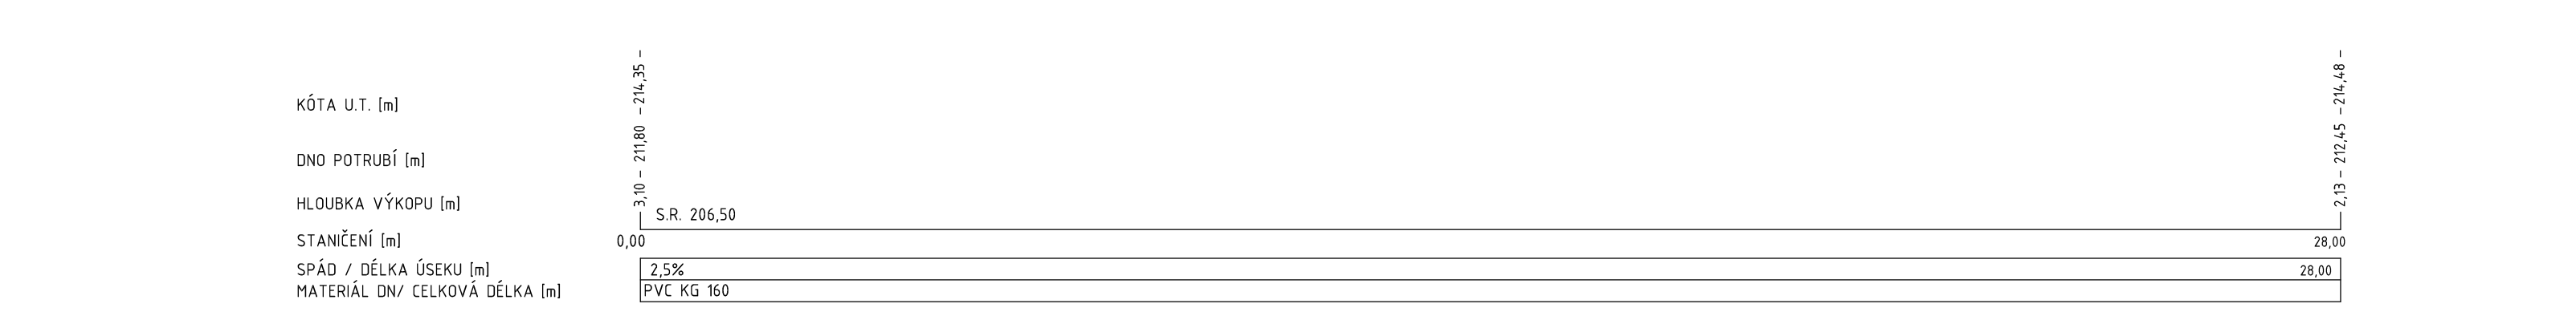 KÓTA U.T. [m]
DNO POTRUBÍ [m]
HLOUBKA VÝKOPU [m]
3,10 – 211,80 – 214,35 –
2,13 – 212,45 – 214,48 –
S.R. 206,50
STANIČENÍ [m] 0,00 28,00
SPÁD / DÉLKA ÚSEKU [m] 2,5% 28,00
MATERIÁL DN/ CELKOVÁ DÉLKA [m] PVC KG 160